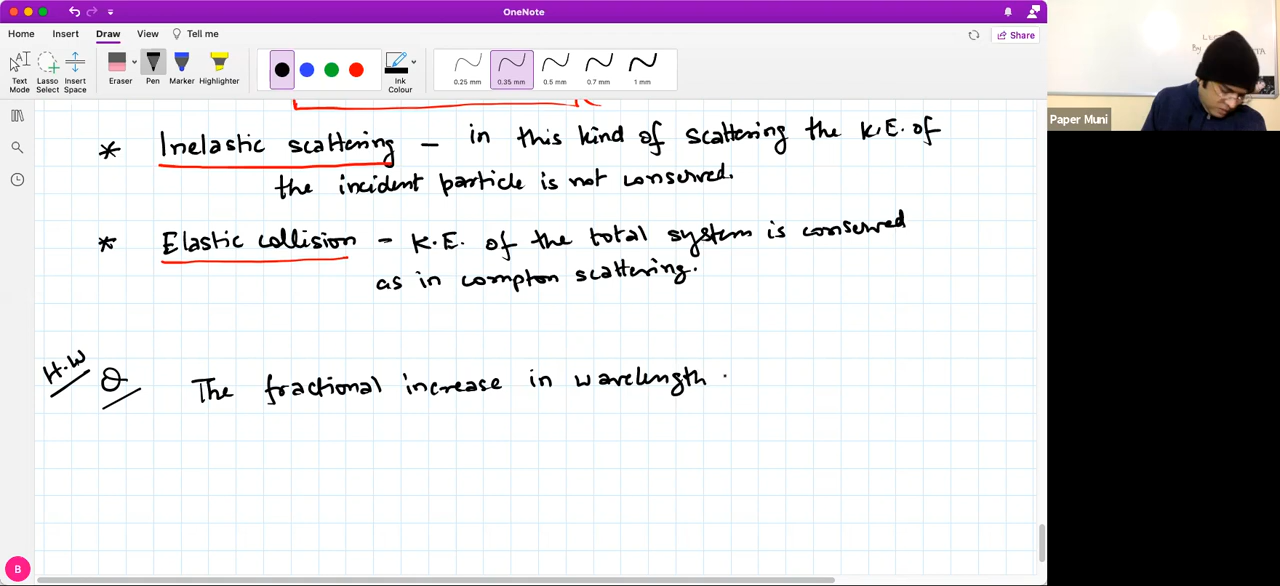 OneNote
Home Insert Draw View Tell me
Share
Text Mode
Lasso Select
Insert Space
Eraser
Pen
Marker
Highlighter
Ink Colour
0.25 mm
0.35 mm
0.5 mm
0.7 mm
1 mm
Paper Muni
* Inelastic scattering – in this kind of scattering the K.E. of
the incident particle is not conserved.
* Elastic collision – K.E. of the total system is conserved
as in compton scattering.
H.W Q The fractional increase in wavelength
B